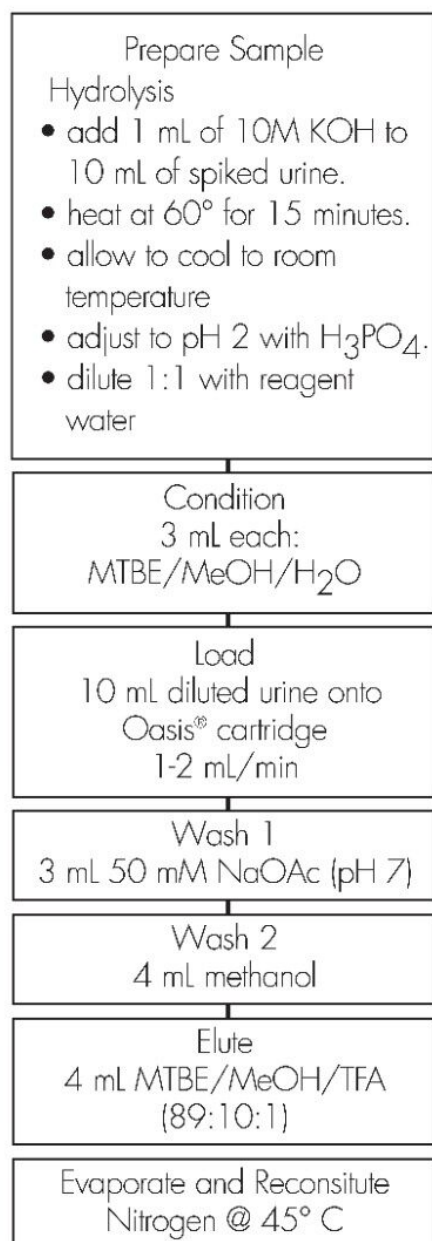 Prepare Sample
Hydrolysis
• add 1 mL of 10M KOH to
10 mL of spiked urine.
• heat at 60° for 15 minutes.
• allow to cool to room
temperature
• adjust to pH 2 with H₃PO₄.
• dilute 1:1 with reagent
water
Condition
3 mL each:
MTBE/MeOH/H₂O
Load
10 mL diluted urine onto
Oasis® cartridge
1-2 mL/min
Wash 1
3 mL 50 mM NaOAc (pH 7)
Wash 2
4 mL methanol
Elute
4 mL MTBE/MeOH/TFA
(89:10:1)
Evaporate and Reconsitute
Nitrogen @ 45° C